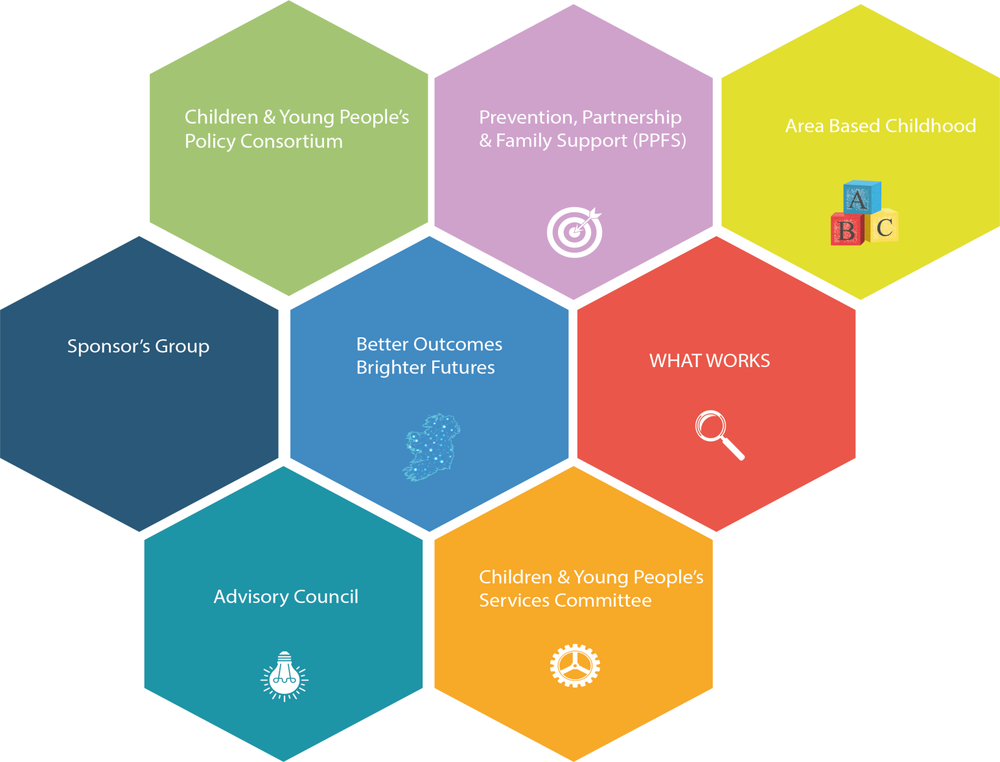 Children & Young People’s
Policy Consortium
Prevention, Partnership
& Family Support (PPFS)
Area Based Childhood
A
B
C
Sponsor’s Group
Better Outcomes
Brighter Futures
WHAT WORKS
Advisory Council
Children & Young People’s
Services Committee